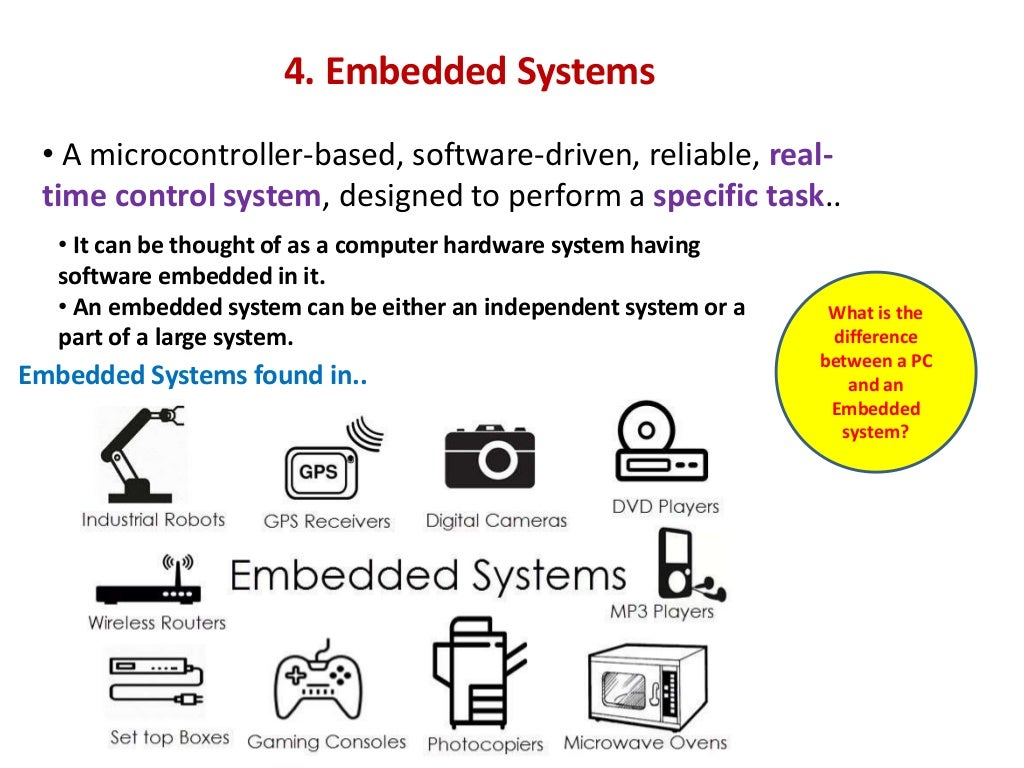 4. Embedded Systems
• A microcontroller-based, software-driven, reliable, real-
time control system, designed to perform a specific task..
• It can be thought of as a computer hardware system having
software embedded in it.
• An embedded system can be either an independent system or a
part of a large system.
What is the
difference
between a PC
and an
Embedded
system?
Embedded Systems found in..
GPS
Industrial Robots
GPS Receivers
Digital Cameras
DVD Players
Embedded Systems
Wireless Routers
MP3 Players
Set top Boxes
Gaming Consoles
Photocopiers
Microwave Ovens